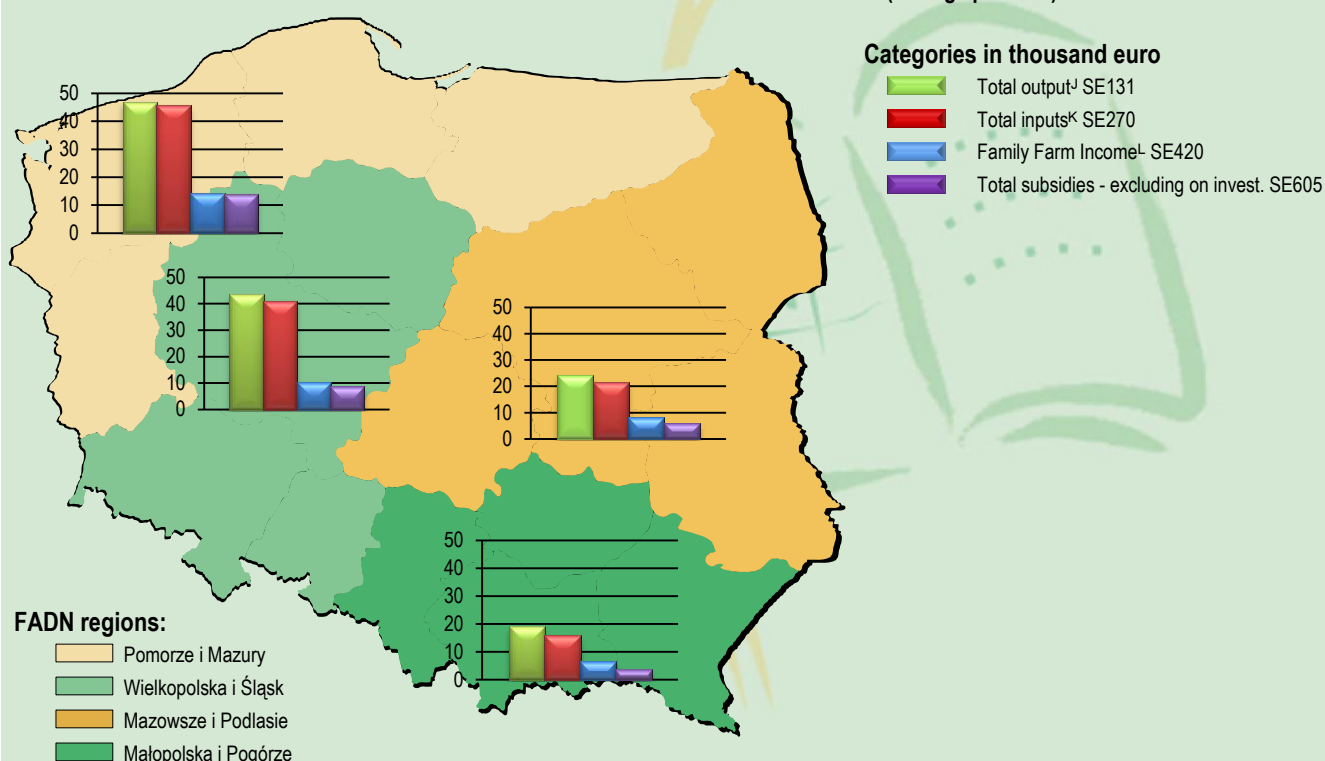 Categories in thousand euro
Total outputᴶ SE131
Total inputsᴷ SE270
Family Farm Incomeᴸ SE420
Total subsidies - excluding on invest. SE605
50
40
30
20
10
0
50
40
30
20
10
0
50
40
30
20
10
0
50
40
30
20
10
0
FADN regions:
Pomorze i Mazury
Wielkopolska i Śląsk
Mazowsze i Podlasie
Małopolska i Pogórze